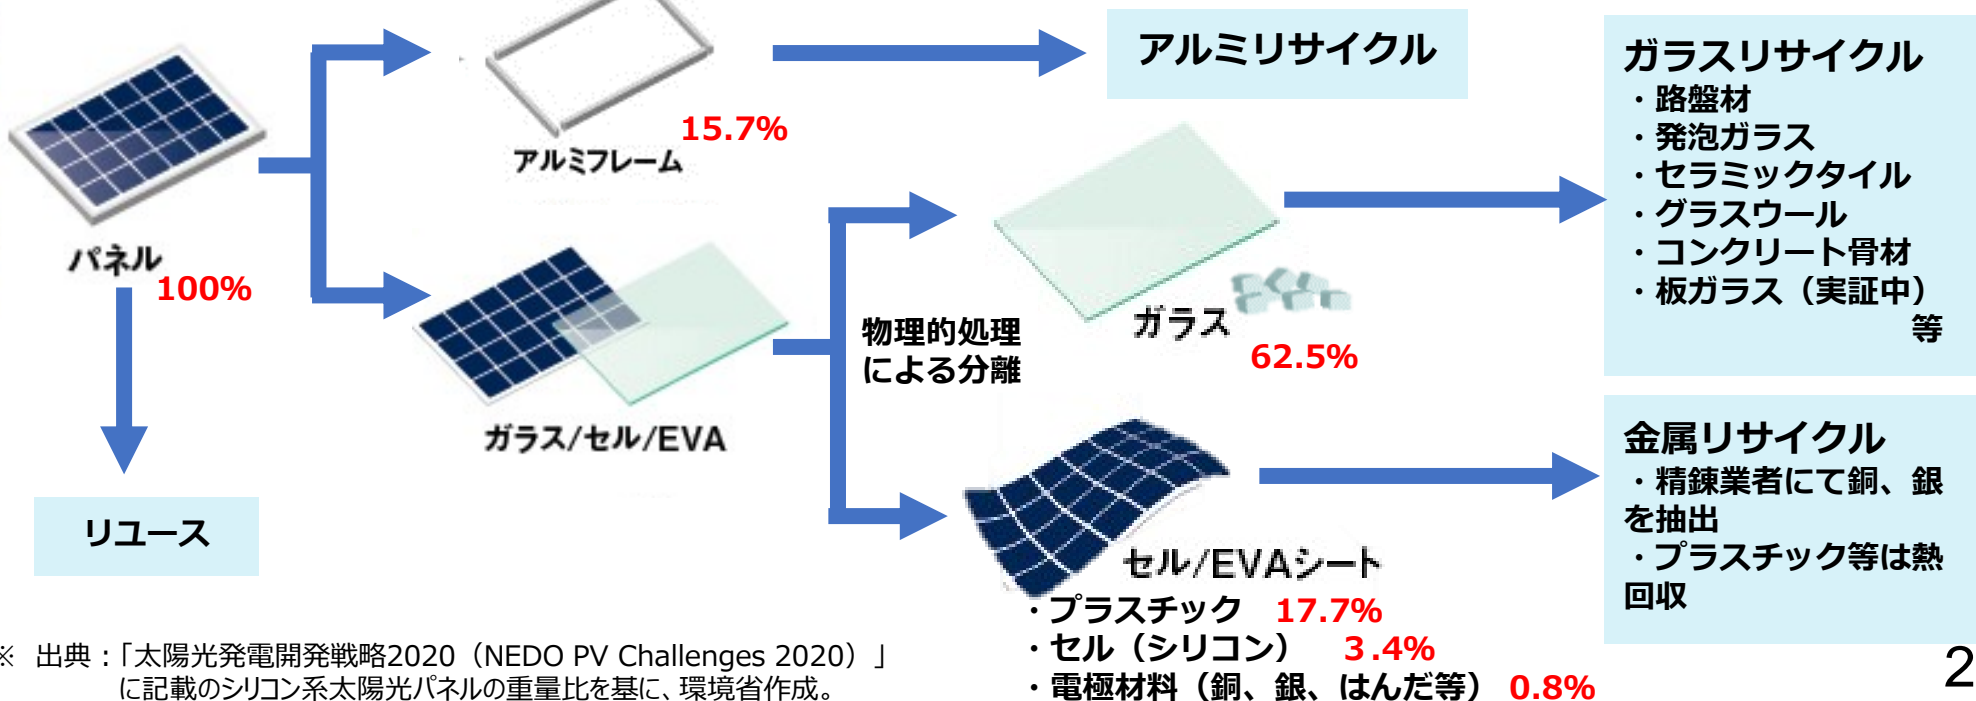 アルミリサイクル
15.7%
アルミフレーム
パネル
100%
リユース
ガラス/セル/EVA
物理的処理
による分離
ガラス
62.5%
セル/EVAシート
・プラスチック 17.7%
・セル（シリコン） 3.4%
・電極材料（銅、銀、はんだ等） 0.8%
ガラスリサイクル
・路盤材
・発泡ガラス
・セラミックタイル
・グラスウール
・コンクリート骨材
・板ガラス（実証中）
等
金属リサイクル
・精錬業者にて銅、銀
を抽出
・プラスチック等は熱
回収
※ 出典：「太陽光発電開発戦略2020（NEDO PV Challenges 2020）」
に記載のシリコン系太陽光パネルの重量比を基に、環境省作成。
2